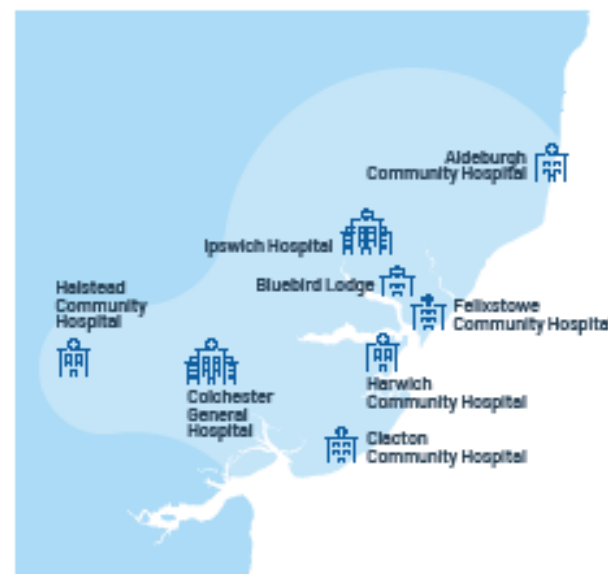 Aldeburgh
Community Hospital
Ipswich Hospital
Bluebird Lodge
Halstead
Community
Hospital
Felixstowe
Community Hospital
Colchester
General
Hospital
Harwich
Community Hospital
Clacton
Community Hospital